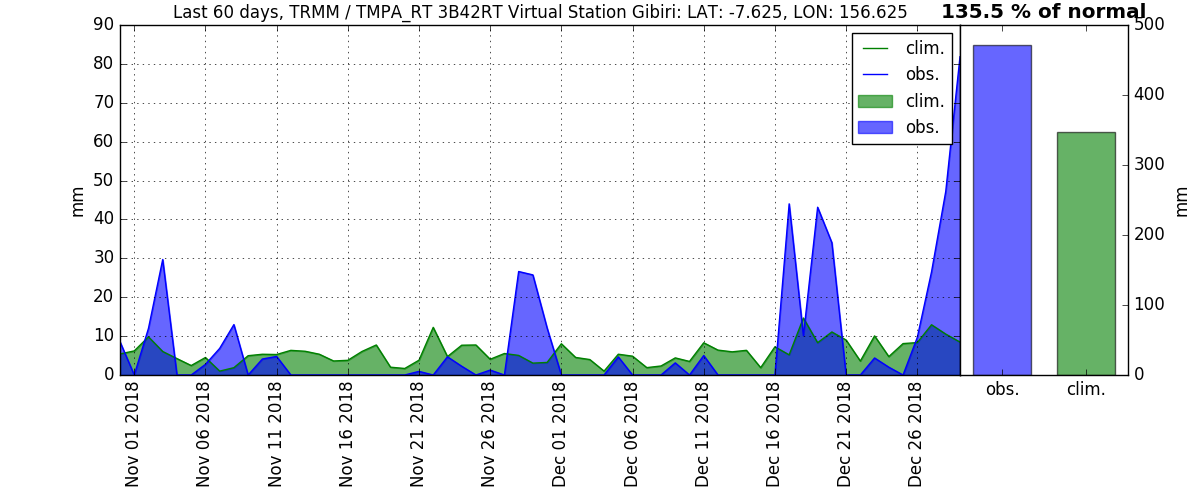 Last 60 days, TRMM / TMPA_RT 3B42RT Virtual Station Gibiri: LAT: -7.625, LON: 156.625
135.5 % of normal
90
80
70
60
50
40
30
20
10
0
mm
clim.
obs.
clim.
obs.
Nov 01 2018
Nov 06 2018
Nov 11 2018
Nov 16 2018
Nov 21 2018
Nov 26 2018
Dec 01 2018
Dec 06 2018
Dec 11 2018
Dec 16 2018
Dec 21 2018
Dec 26 2018
500
400
300
200
100
0
mm
obs.
clim.